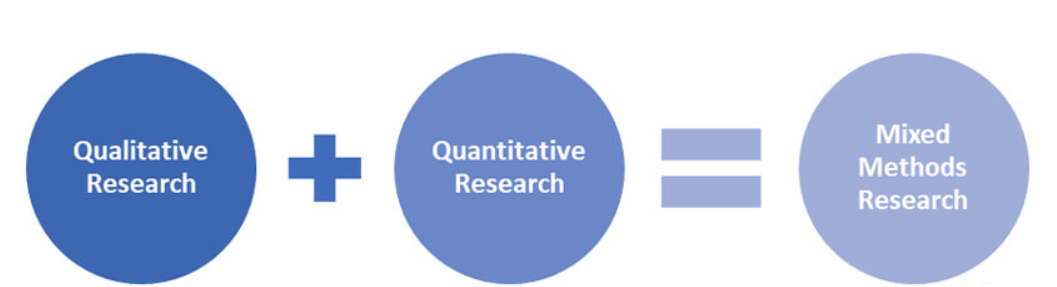 Qualitative
Research
Quantitative
Research
Mixed
Methods
Research